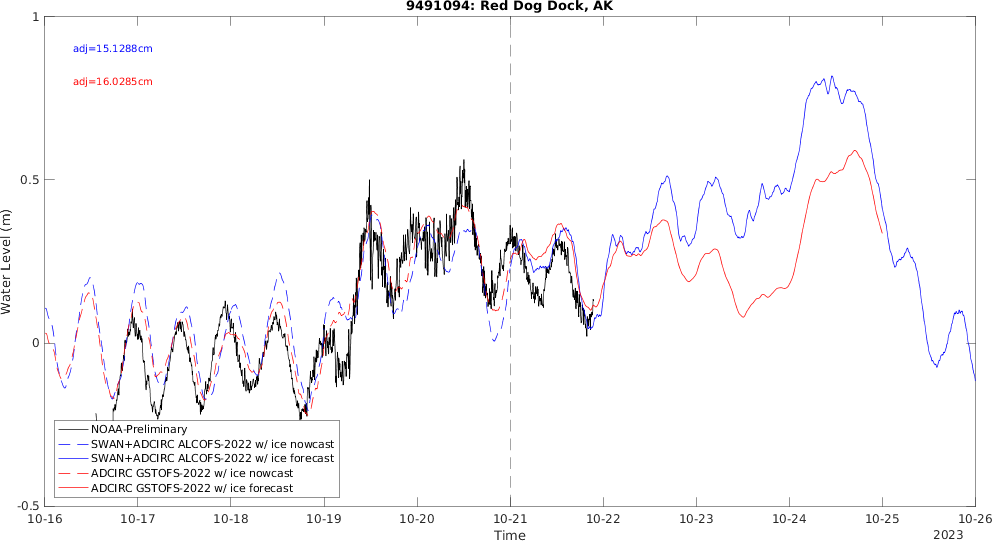 9491094: Red Dog Dock, AK
adj=15.1288cm
adj=16.0285cm
Water Level (m)
1
0.5
0
-0.5
NOAA-Preliminary
SWAN+ADCIRC ALCOFS-2022 w/ ice nowcast
SWAN+ADCIRC ALCOFS-2022 w/ ice forecast
ADCIRC GSTOFS-2022 w/ ice nowcast
ADCIRC GSTOFS-2022 w/ ice forecast
10-16 10-17 10-18 10-19 10-20 10-21 10-22 10-23 10-24 10-25 10-26
Time
2023